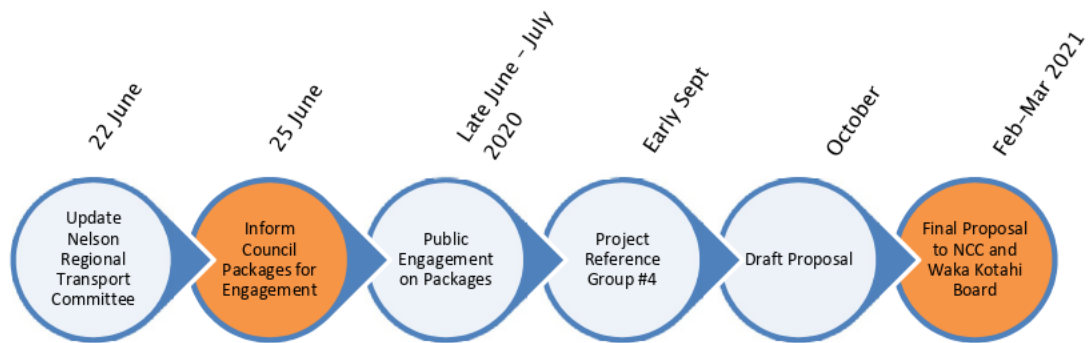 22 June
25 June
Late June – July
2020
Early Sept
October
Feb–Mar 2021
Update
Nelson
Regional
Transport
Committee
Inform
Council
Packages for
Engagement
Public
Engagement
on Packages
Project
Reference
Group #4
Draft Proposal
Final Proposal
to NCC and
Waka Kotahi
Board